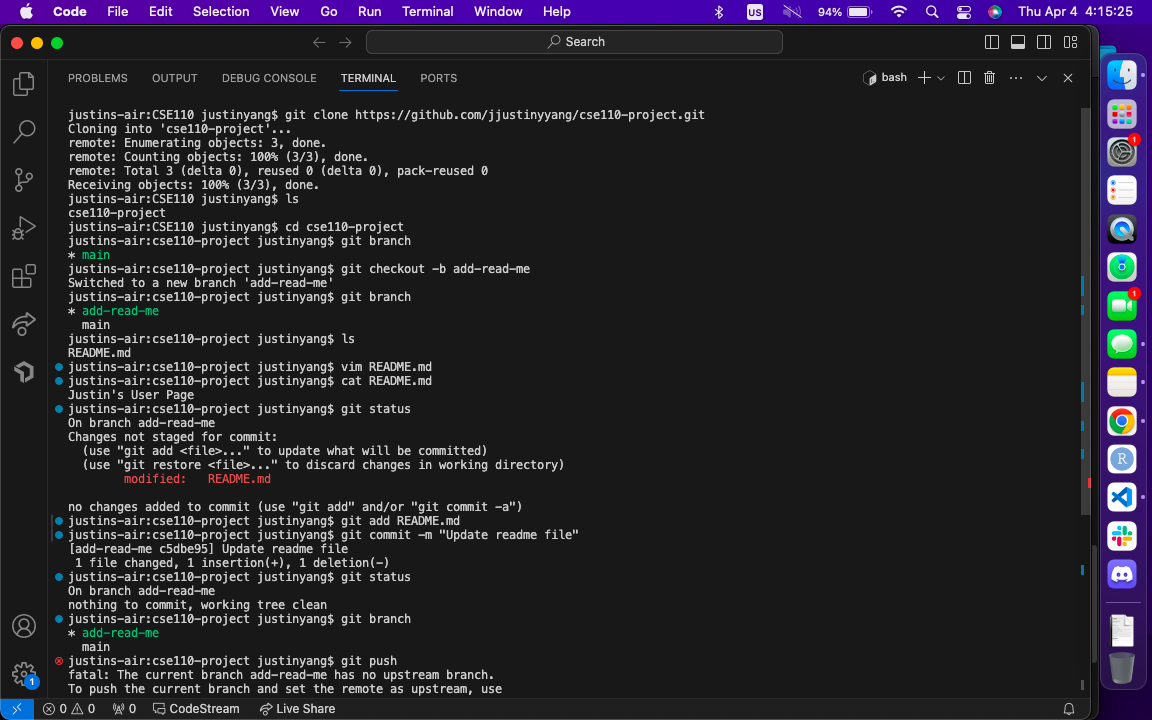 Code File Edit Selection View Go Run Terminal Window Help US 94% Thu Apr 4 4:15:25
Search
PROBLEMS OUTPUT DEBUG CONSOLE TERMINAL PORTS bash
justins-air:CSE110 justinyang$ git clone https://github.com/jjustinyyang/cse110-project.git
Cloning into 'cse110-project'...
remote: Enumerating objects: 3, done.
remote: Counting objects: 100% (3/3), done.
remote: Total 3 (delta 0), reused 0 (delta 0), pack-reused 0
Receiving objects: 100% (3/3), done.
justins-air:CSE110 justinyang$ ls
cse110-project
justins-air:CSE110 justinyang$ cd cse110-project
justins-air:cse110-project justinyang$ git branch
* main
justins-air:cse110-project justinyang$ git checkout -b add-read-me
Switched to a new branch 'add-read-me'
justins-air:cse110-project justinyang$ git branch
* add-read-me
main
justins-air:cse110-project justinyang$ ls
README.md
justins-air:cse110-project justinyang$ vim README.md
justins-air:cse110-project justinyang$ cat README.md
Justin's User Page
justins-air:cse110-project justinyang$ git status
On branch add-read-me
Changes not staged for commit:
(use "git add <file>..." to update what will be committed)
(use "git restore <file>..." to discard changes in working directory)
modified: README.md
no changes added to commit (use "git add" and/or "git commit -a")
justins-air:cse110-project justinyang$ git add README.md
justins-air:cse110-project justinyang$ git commit -m "Update readme file"
[add-read-me c5dbe95] Update readme file
1 file changed, 1 insertion(+), 1 deletion(-)
justins-air:cse110-project justinyang$ git status
On branch add-read-me
nothing to commit, working tree clean
justins-air:cse110-project justinyang$ git branch
* add-read-me
main
justins-air:cse110-project justinyang$ git push
fatal: The current branch add-read-me has no upstream branch.
To push the current branch and set the remote as upstream, use
1
0 0 0 CodeStream Live Share
1
1
R